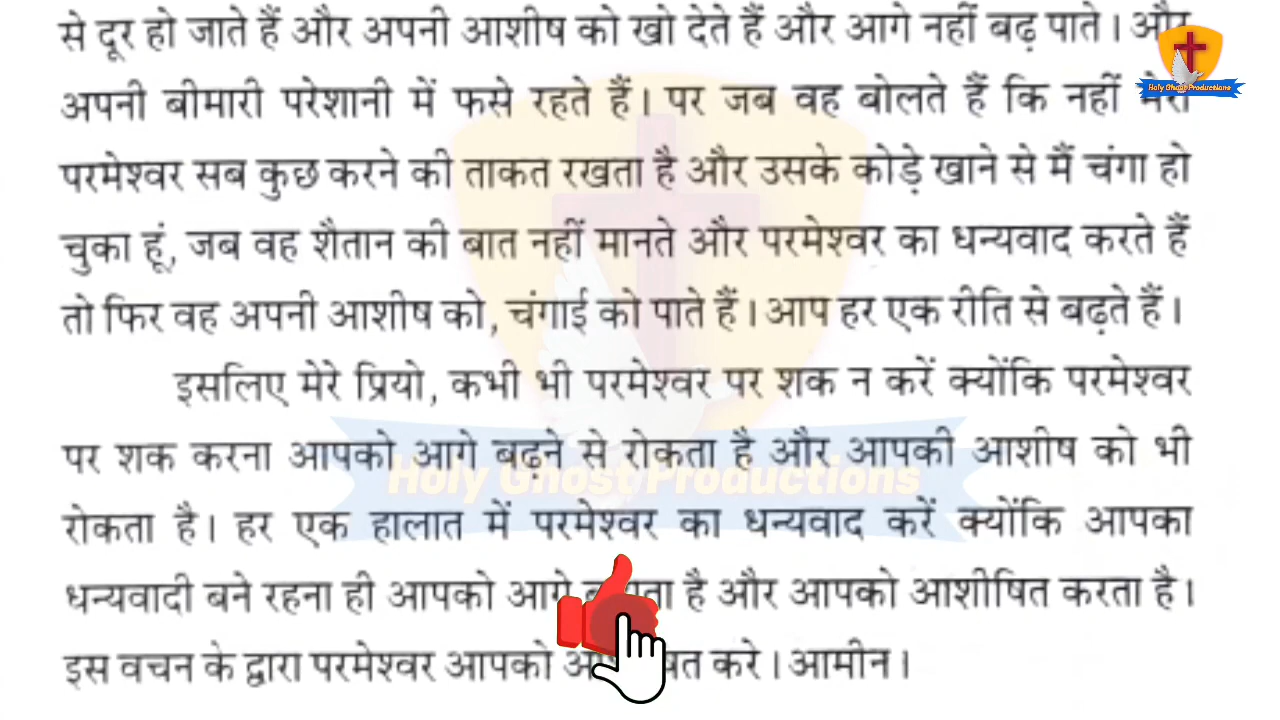 से दूर हो जाते हैं और अपनी आशीष को खो देते हैं और आगे नहीं बढ़ पाते। और
अपनी बीमारी परेशानी में फसे रहते हैं। पर जब वह बोलते हैं कि नहीं मेरा
Holy Ghost Productions
परमेश्वर सब कुछ करने की ताकत रखता है और उसके कोड़े खाने से मैं चंगा हो
चुका हूं, जब वह शैतान की बात नहीं मानते और परमेश्वर का धन्यवाद करते हैं
तो फिर वह अपनी आशीष को, चंगाई को पाते हैं। आप हर एक रीति से बढ़ते हैं।
इसलिए मेरे प्रियो, कभी भी परमेश्वर पर शक न करें क्योंकि परमेश्वर
पर शक करना आपको आगे बढ़ने से रोकता है और आपकी आशीष को भी
Holy Ghost Productions
रोकता है। हर एक हालात में परमेश्वर का धन्यवाद करें क्योंकि आपका
धन्यवादी बने रहना ही आपको आगे है और आपको आशीषित करता है।
इस वचन के द्वारा परमेश्वर आपको करे। आमीन।